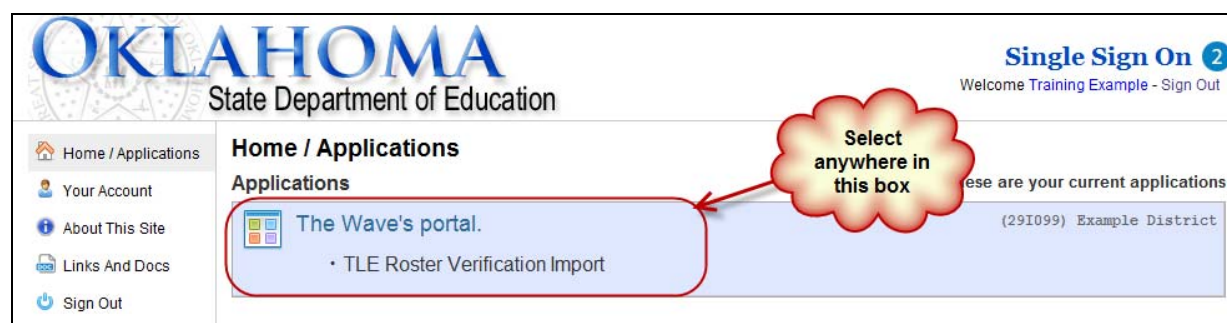 OKLAHOMA
State Department of Education
Single Sign On 2
Welcome Training Example - Sign Out
Home / Applications
Your Account
About This Site
Links And Docs
Sign Out
Home / Applications
Applications
ese are your current applications
The Wave's portal.
(29I099) Example District
· TLE Roster Verification Import
Select
anywhere in
this box